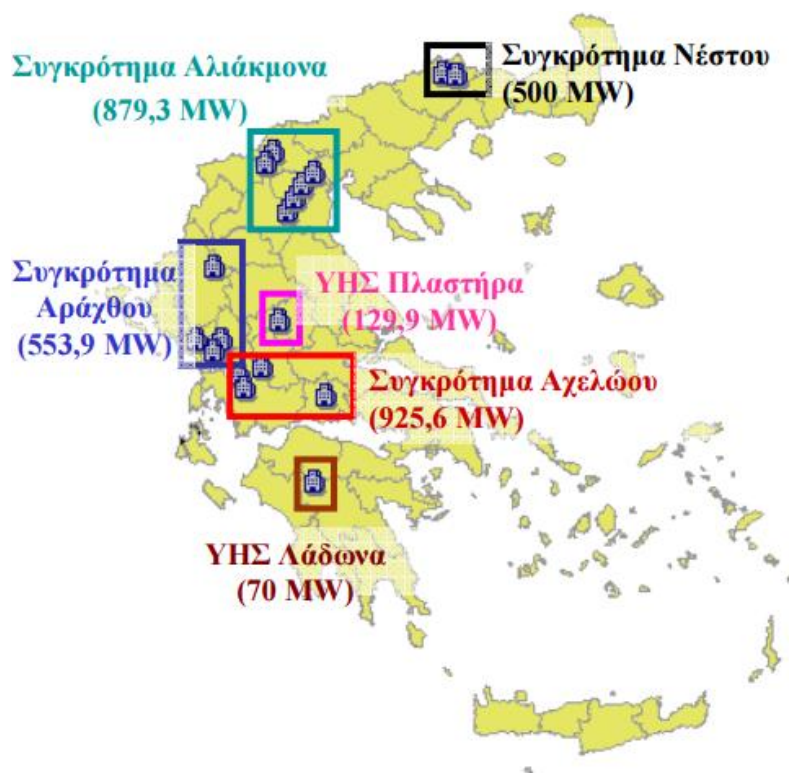 Συγκρότημα Νέστου
(500 MW)
Συγκρότημα Αλιάκμονα
(879,3 MW)
Συγκρότημα
Αράχθου
(553,9 MW)
ΥΗΣ Πλαστήρα
(129,9 MW)
Συγκρότημα Αχελώου
(925,6 MW)
ΥΗΣ Λάδωνα
(70 MW)